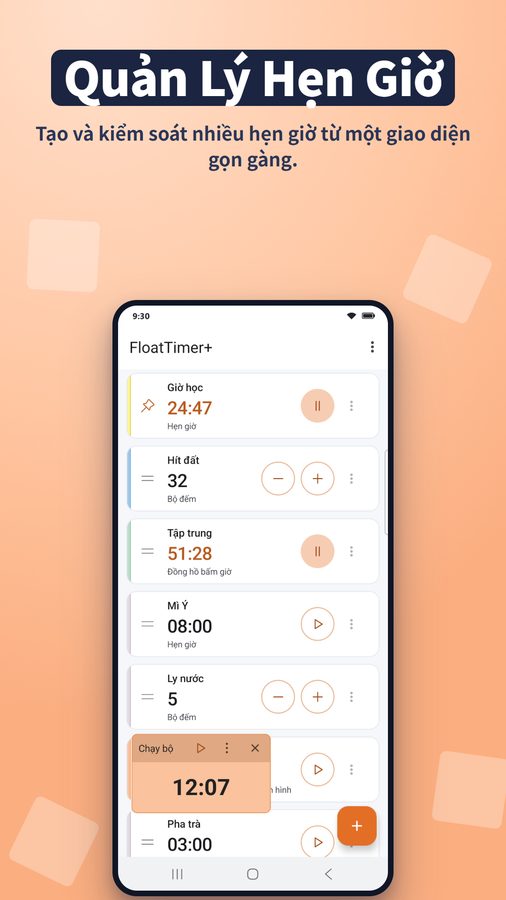 Quản Lý Hẹn Giờ
Tạo và kiểm soát nhiều hẹn giờ từ một giao diện
gọn gàng.
9:30
FloatTimer+
Giờ học
24:47
Hẹn giờ
Hít đất
32
Bộ đếm
Tập trung
51:28
Đồng hồ bấm giờ
Mì Ý
08:00
Hẹn giờ
Ly nước
5
Bộ đếm
Chạy bộ
12:07
hình
Pha trà
03:00